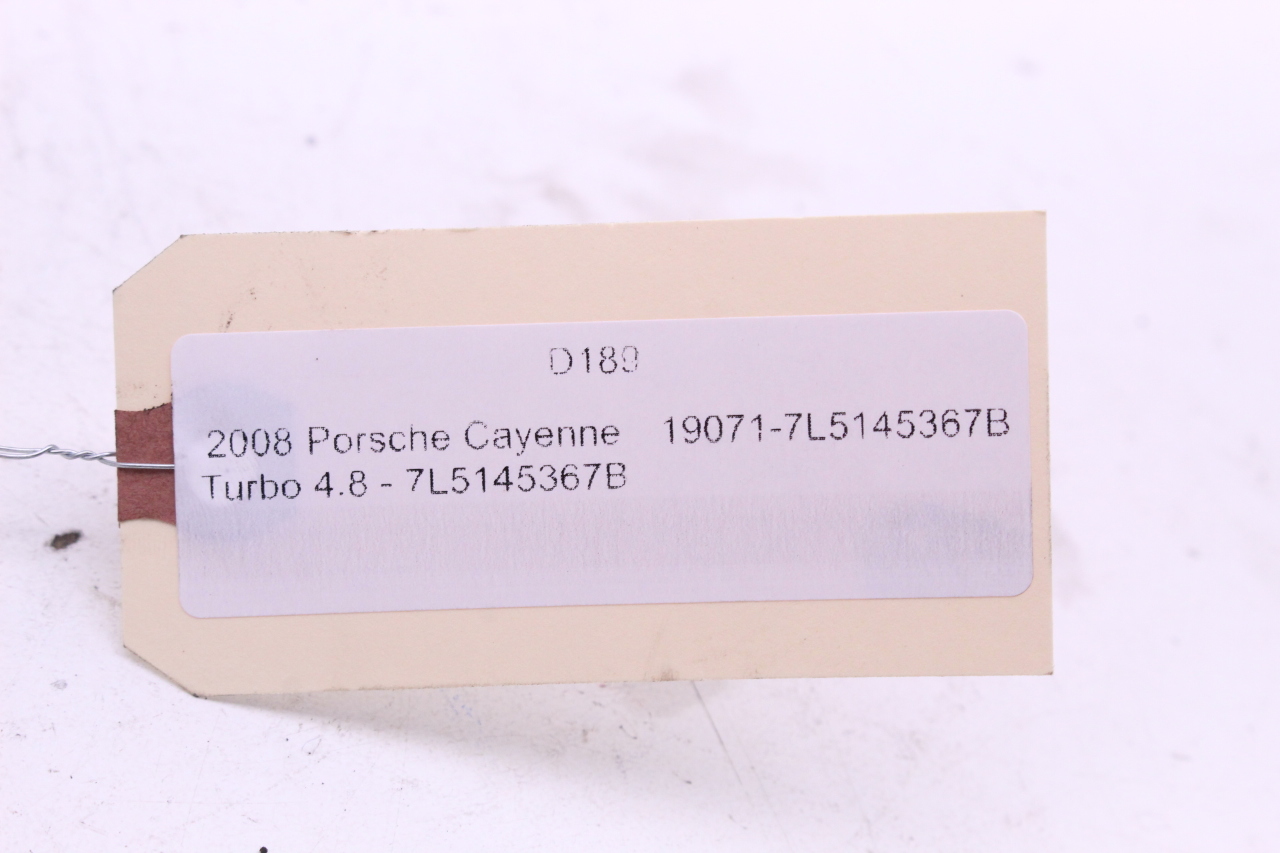 D189
2008 Porsche Cayenne 19071-7L5145367B
Turbo 4.8 - 7L5145367B